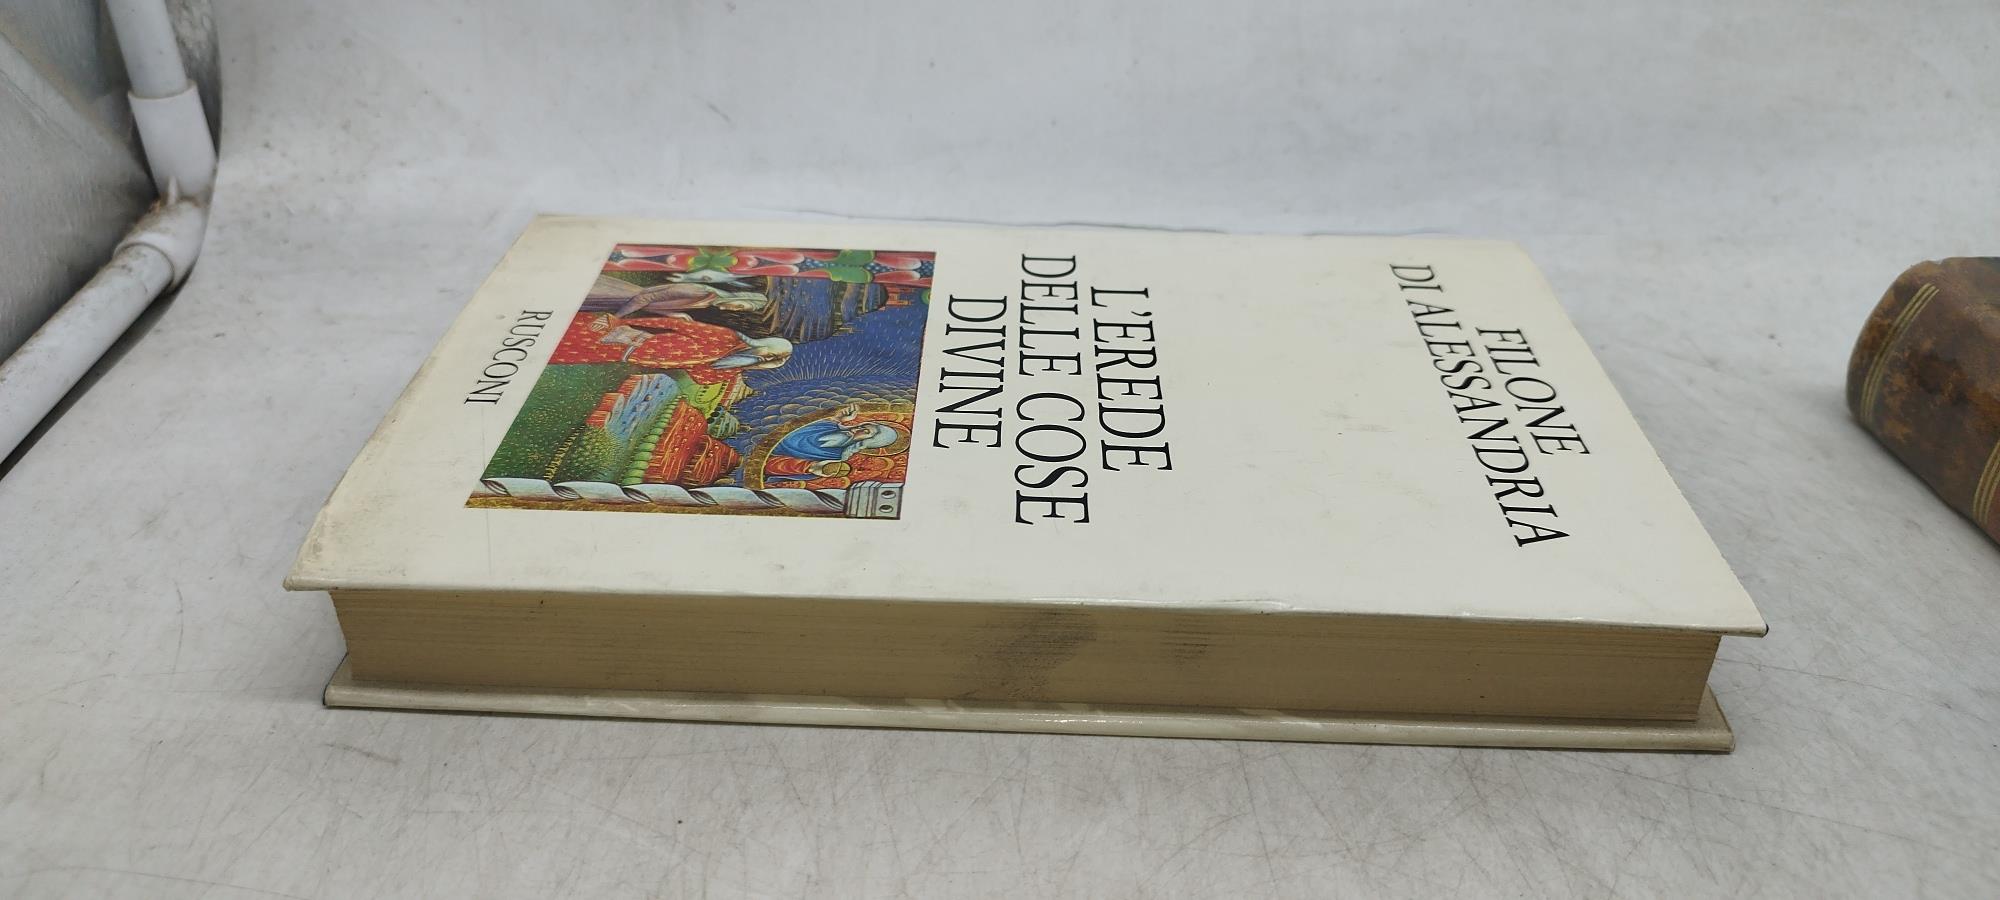 FILONE
DI ALESSANDRIA
L'EREDE
DELLE COSE
DIVINE
RUSCONI